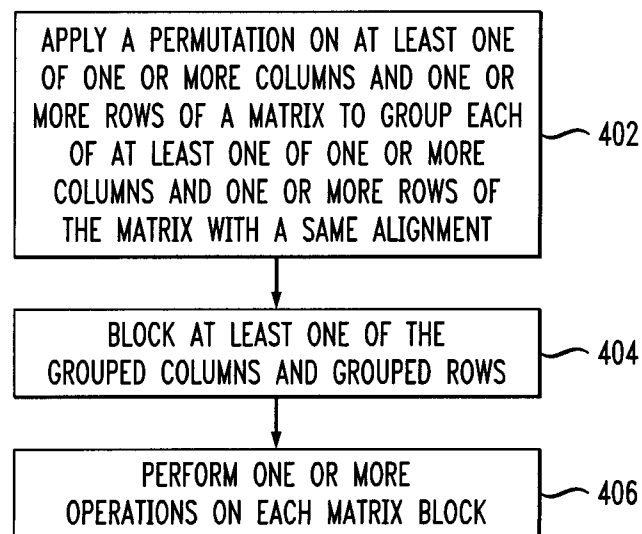 APPLY A PERMUTATION ON AT LEAST ONE
OF ONE OR MORE COLUMNS AND ONE OR
MORE ROWS OF A MATRIX TO GROUP EACH
OF AT LEAST ONE OF ONE OR MORE
COLUMNS AND ONE OR MORE ROWS OF
THE MATRIX WITH A SAME ALIGNMENT
402
BLOCK AT LEAST ONE OF THE
GROUPED COLUMNS AND GROUPED ROWS
404
PERFORM ONE OR MORE
OPERATIONS ON EACH MATRIX BLOCK
406